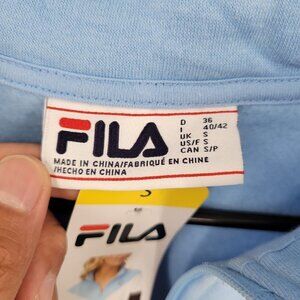 FILA
D 36
I 40/42
UK S
US/F S
CAN S/P
MADE IN CHINA/FABRIQUÉ EN CHINE
/HECHO EN CHINA
S
FILA